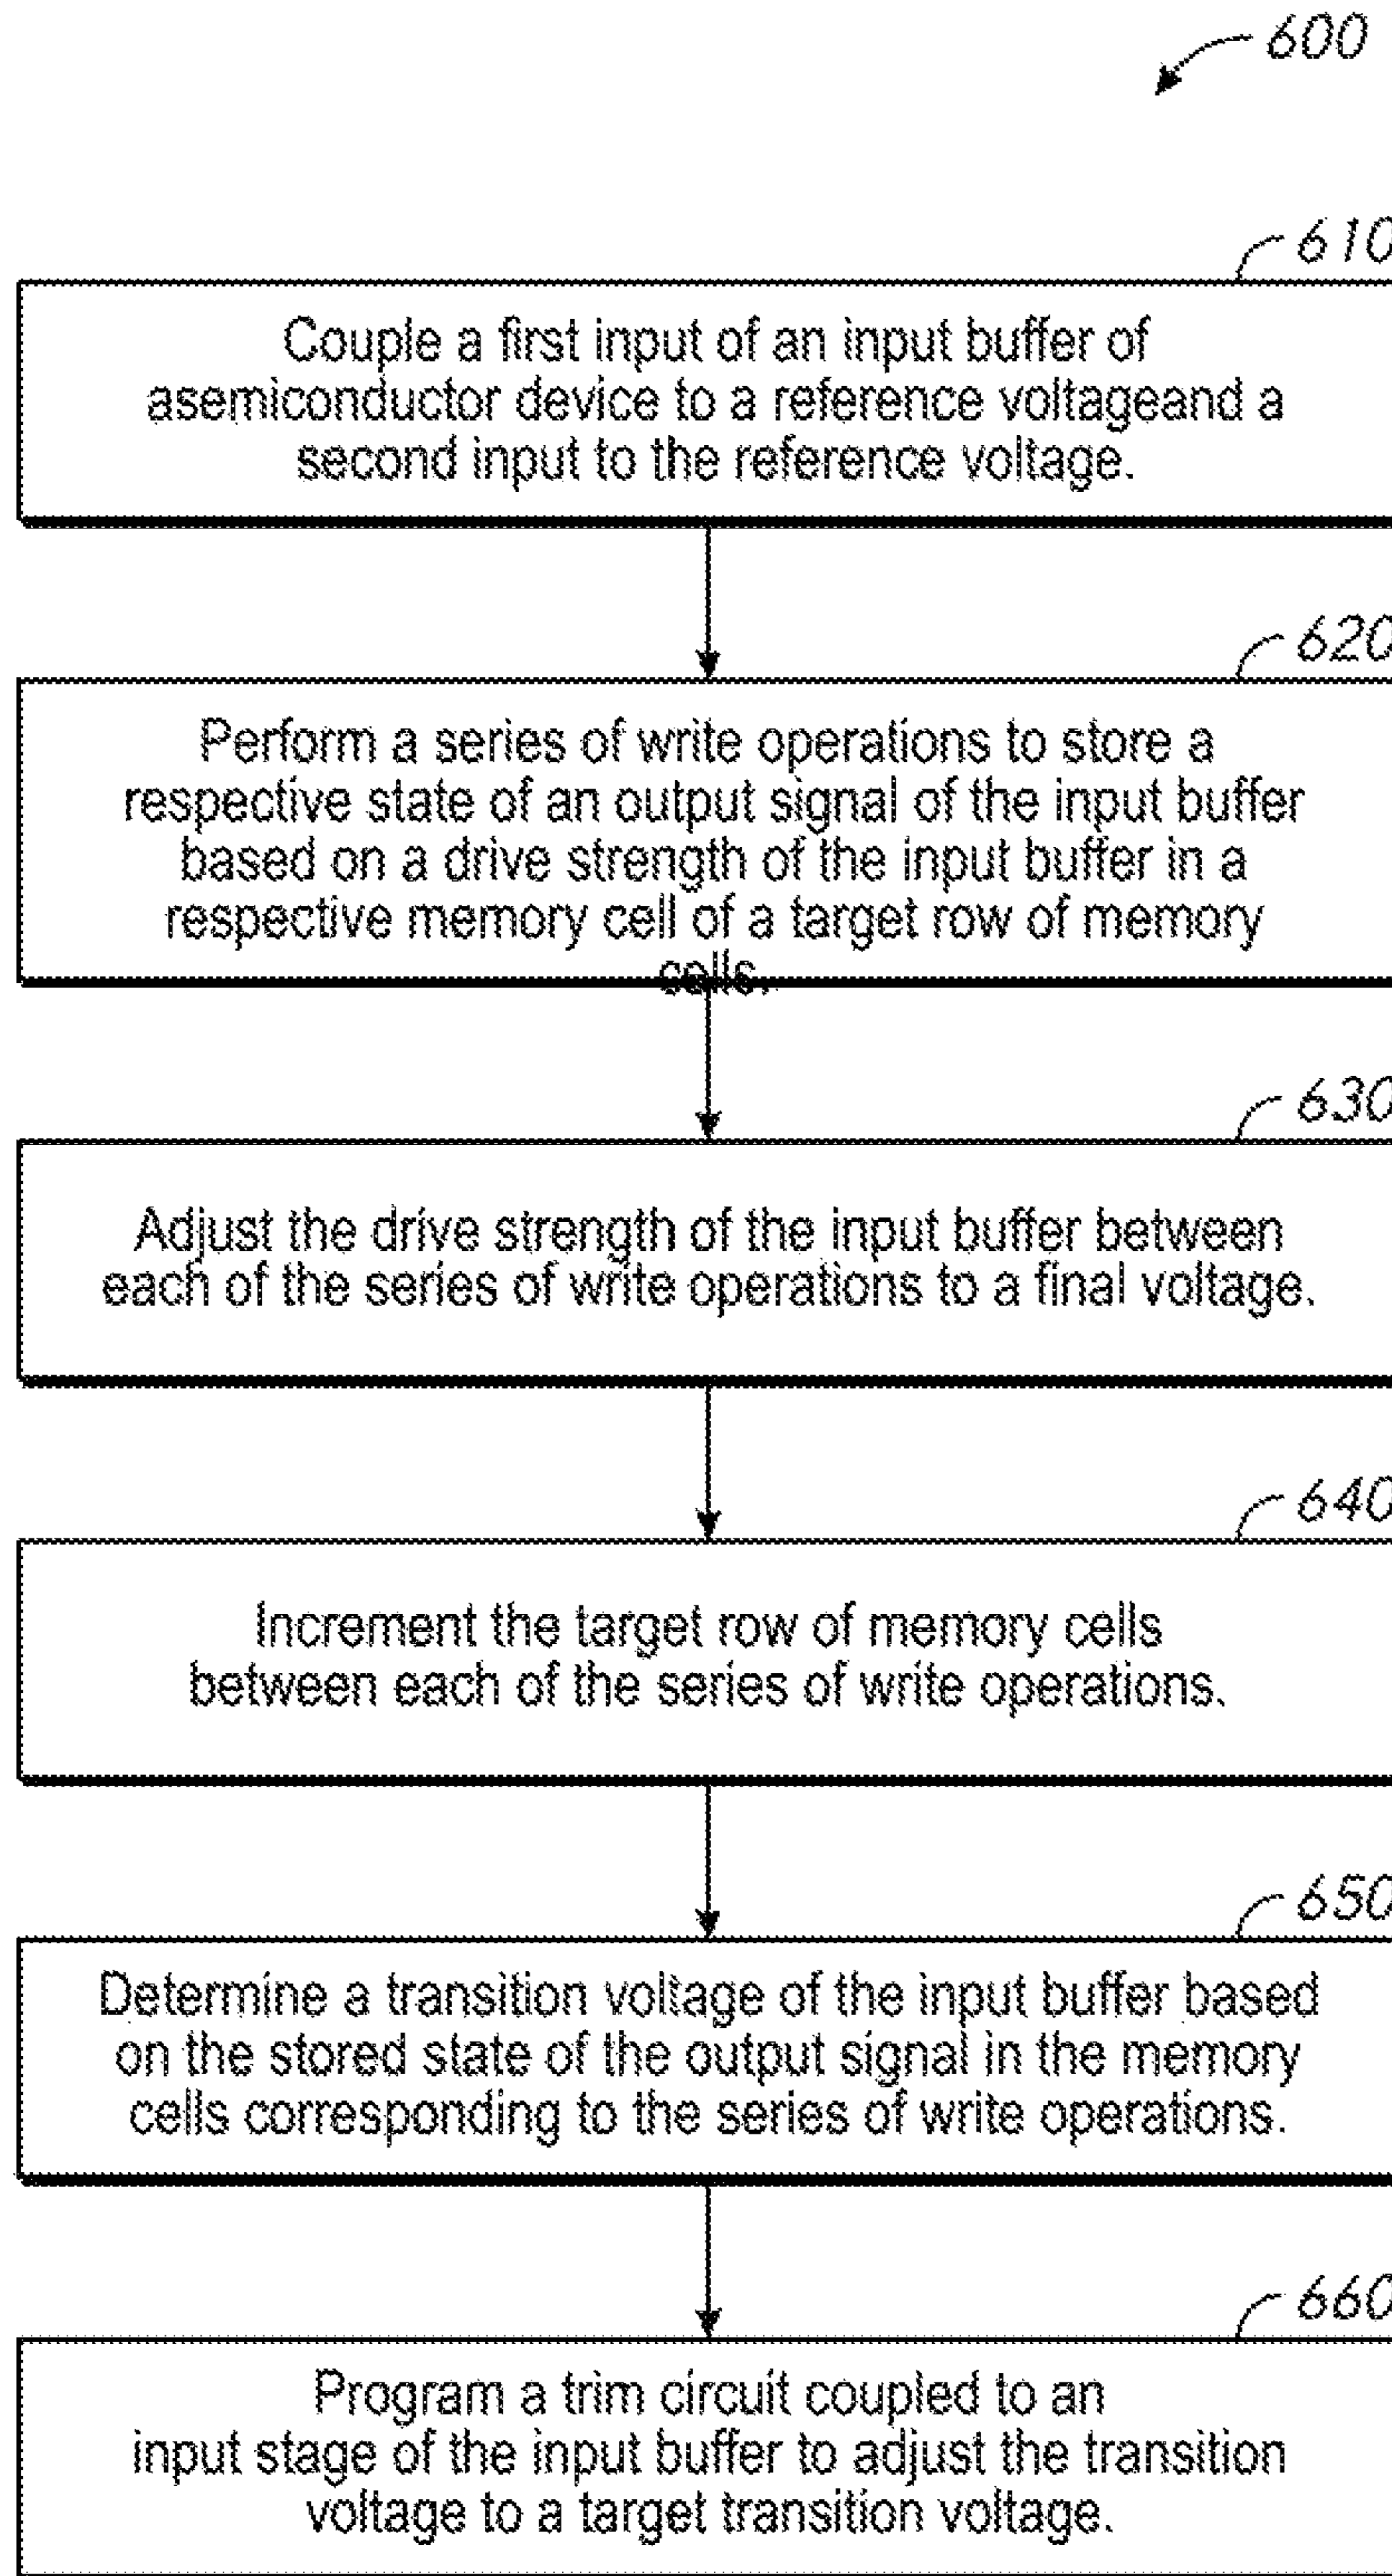 600
610
Couple a first input of an input buffer of
asemiconductor device to a reference voltageand a
second input to the reference voltage.
620
Perform a series of write operations to store a
respective state of an output signal of the input buffer
based on a drive strength of the input buffer in a
respective memory cell of a target row of memory
cells.
630
Adjust the drive strength of the input buffer between
each of the series of write operations to a final voltage.
640
Increment the target row of memory cells
between each of the series of write operations.
650
Determine a transition voltage of the input buffer based
on the stored state of the output signal in the memory
cells corresponding to the series of write operations.
660
Program a trim circuit coupled to an
input stage of the input buffer to adjust the transition
voltage to a target transition voltage.